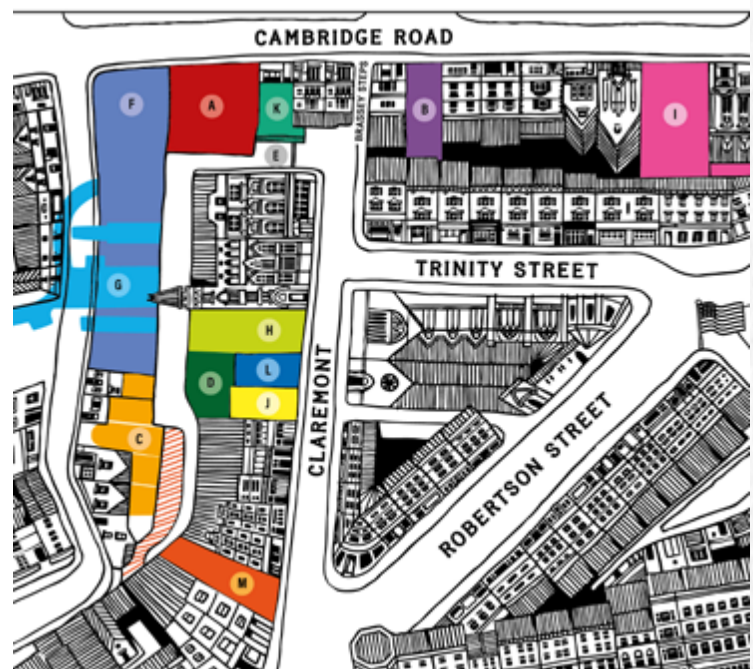 CAMBRIDGE ROAD
F
A
K
BRASSEY STEPS
B
I
E
TRINITY STREET
G
H
D
L
J
CLAREMONT
C
ROBERTSON STREET
M